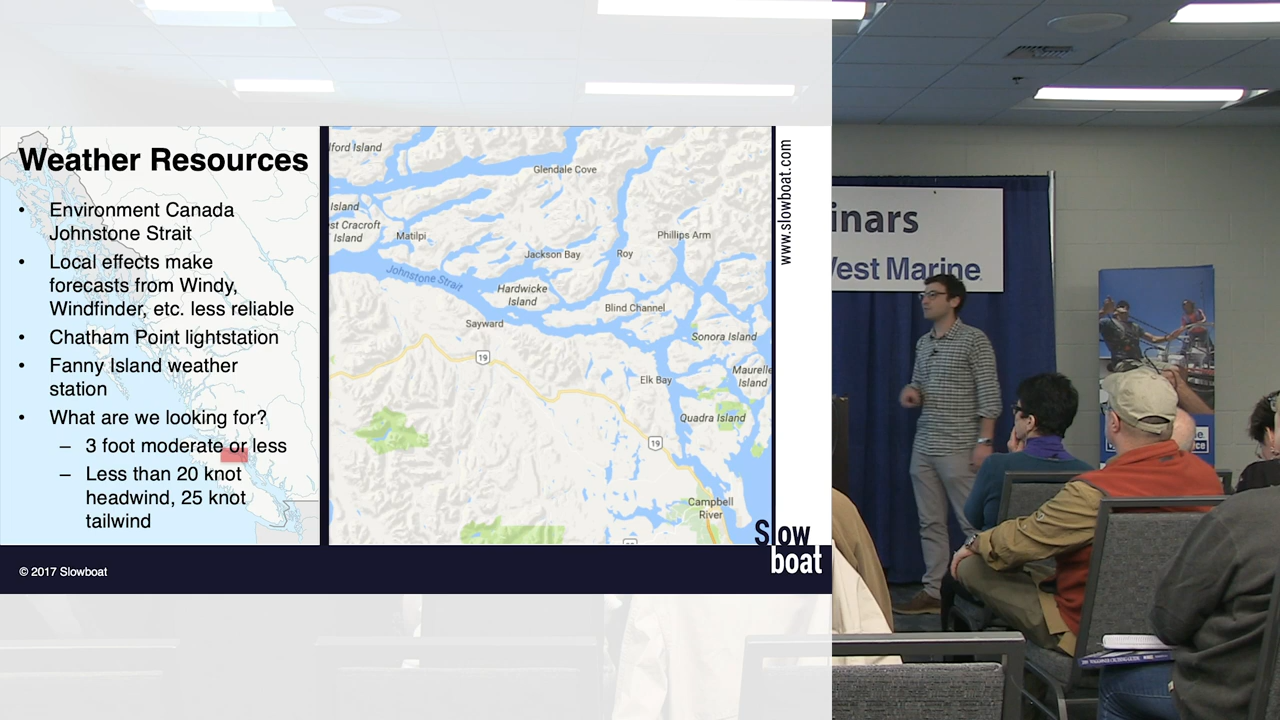 Weather Resources
• Environment Canada
Johnstone Strait
• Local effects make
forecasts from Windy,
Windfinder, etc. less reliable
• Chatham Point lightstation
• Fanny Island weather
station
• What are we looking for?
– 3 foot moderate or less
– Less than 20 knot
headwind, 25 knot
tailwind
© 2017 Slowboat
lford Island
Glendale Cove
Island
st Cracroft
Island
Matilpi
Phillips Arm
Jackson Bay
Roy
Johnstone Strait
Hardwicke
Island
Blind Channel
Sayward
Sonora Island
19
Maurelle
Island
Elk Bay
Quadra Island
19
Campbell
River
www.slowboat.com
Slow
boat
inars
West Marine